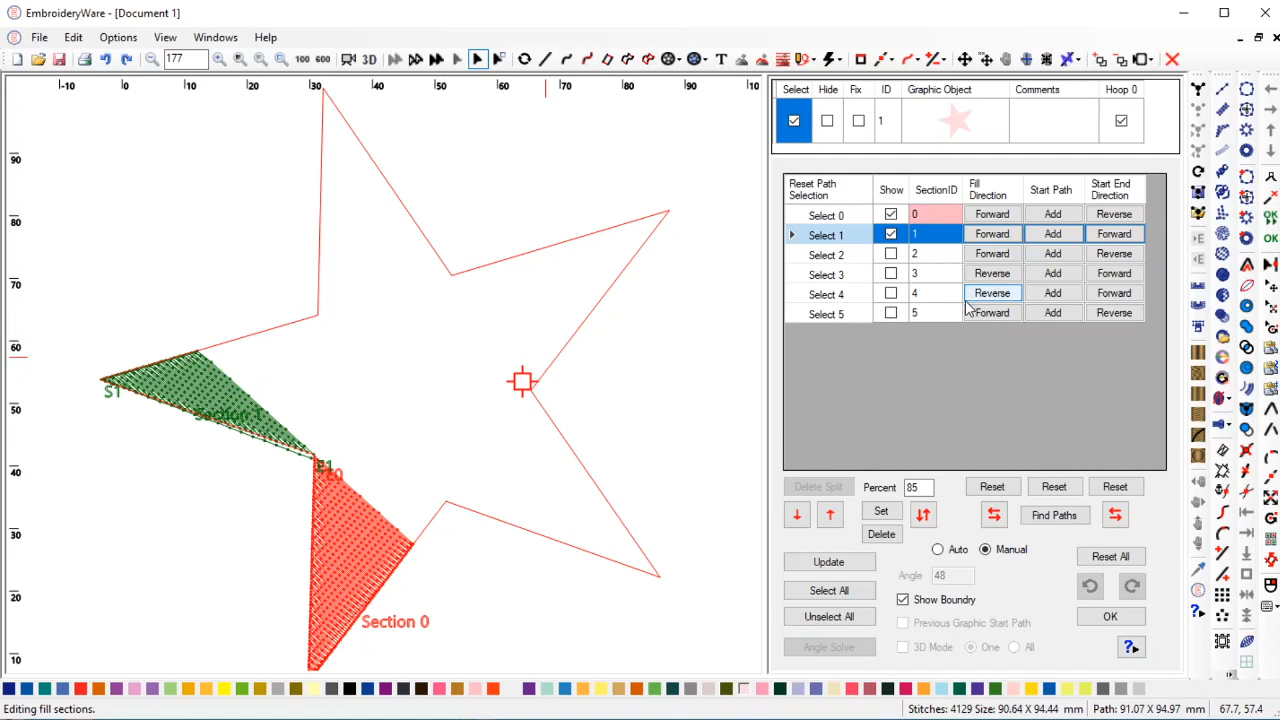 EmbroideryWare - [Document 1]
File Edit Options View Windows Help
177 100 600 3D T
-10 0 10 20 30 40 50 60 70 80 90 10
90
80
70
60
50
40
30
20
10
S1
Section 1
E1
Section 0
Select Hide Fix ID Graphic Object Comments Hoop 0
1
Reset Path Selection Show SectionID Fill Direction Start Path Start End Direction
Select 0 0 Forward Add Reverse
Select 1 1 Forward Add Forward
Select 2 2 Forward Add Reverse
Select 3 3 Reverse Add Forward
Select 4 4 Reverse Add Forward
Select 5 5 Forward Add Reverse
Delete Split Percent 85 Reset Reset Reset
Set Find Paths
Delete
Auto Manual
Update Angle 48 Reset All
Select All Show Boundry
Unselect All Previous Graphic Start Path OK
Angle Solve 3D Mode One All ?
E
E
OK
OK
Editing fill sections. Stitches: 4129 Size: 90.64 x 94.44 mm Path: 91.07 X 94.97 mm 67.7, 57.4